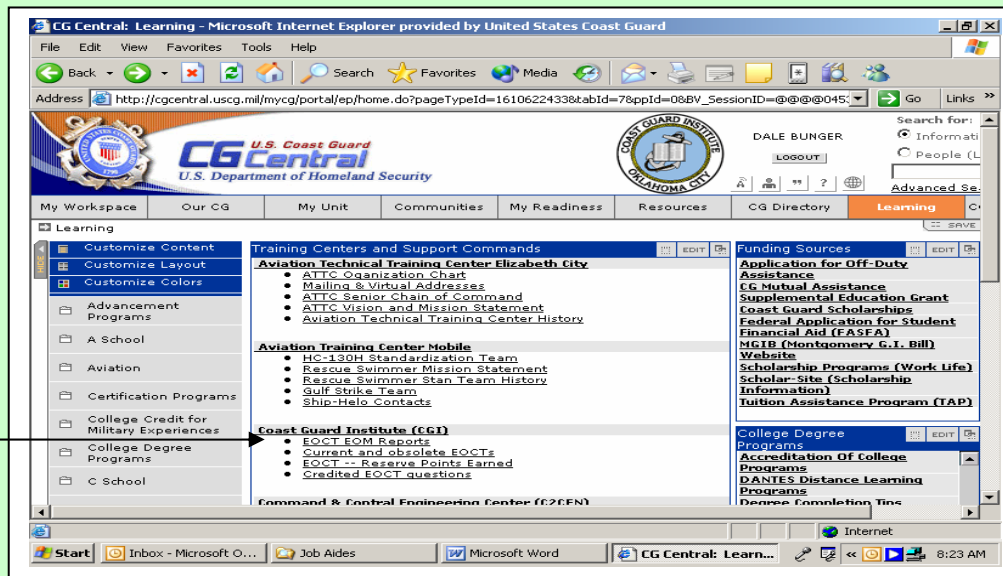 CG Central: Learning - Microsoft Internet Explorer provided by United States Coast Guard
File Edit View Favorites Tools Help
Back Search Favorites Media
Address http://cgcentral.uscg.mil/mycg/portal/ep/home.do?pageTypeId=1610622433&tabId=7&ppId=0&BV_SessionID=@@@@045 Go Links »
U.S. Coast Guard
CG Central
U.S. Department of Homeland Security
COAST GUARD INSTITUTE
OKLAHOMA CITY
1790
DALE BUNGER
LOGOUT
Search for:
Informati
People (L
Advanced Se
My Workspace Our CG My Unit Communities My Readiness Resources CG Directory Learning C
Learning
SAVE
HIDE
Customize Content
Customize Layout
Customize Colors
Advancement
Programs
A School
Aviation
Certification Programs
College Credit for
Military Experiences
College Degree
Programs
C School
Training Centers and Support Commands EDIT
Aviation Technical Training Center Elizabeth City
• ATTC Oganization Chart
• Mailing & Virtual Addresses
• ATTC Senior Chain of Command
• ATTC Vision and Mission Statement
• Aviation Technical Training Center History
Aviation Training Center Mobile
• HC-130H Standardization Team
• Rescue Swimmer Mission Statement
• Rescue Swimmer Stan Team History
• Gulf Strike Team
• Ship-Helo Contacts
Coast Guard Institute (CGI)
• EOCT EOM Reports
• Current and obsolete EOCTs
• EOCT -- Reserve Points Earned
• Credited EOCT questions
Command & Control Engineering Center (C2CEN)
Funding Sources EDIT
Application for Off-Duty
Assistance
CG Mutual Assistance
Supplemental Education Grant
Coast Guard Scholarships
Federal Application for Student
Financial Aid (FASFA)
MGIB (Montgomery G.I. Bill)
Website
Scholarship Programs (Work Life)
Scholar-Site (Scholarship
Information)
Tuition Assistance Program (TAP)
College Degree
Programs EDIT
Accreditation Of College
Programs
DANTES Distance Learning
Programs
Degree Completion Tips
Internet
Start Inbox - Microsoft O... Job Aides Microsoft Word CG Central: Learn... « 8:23 AM